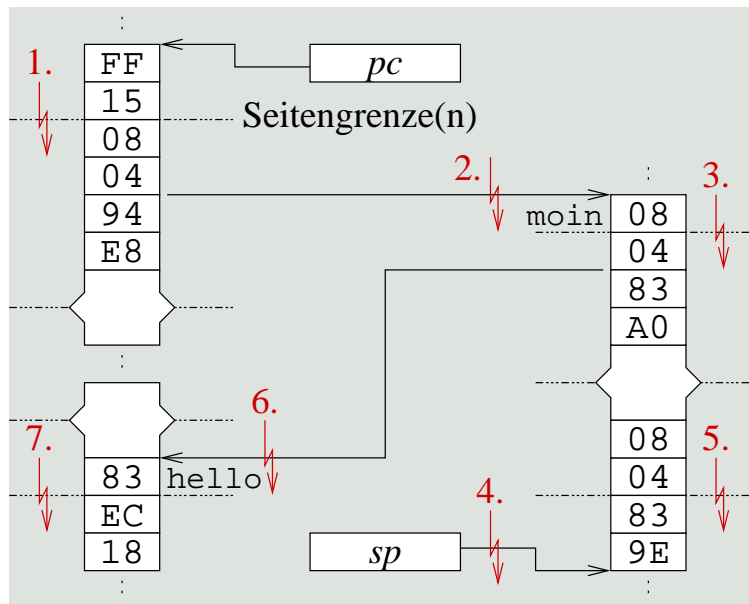 FF
15
08
04
94
E8
1.
pc
Seitengrenze(n)
2.
3.
moin
08
04
83
A0
08
04
83
9E
5.
6.
7.
83
EC
18
hello
4.
sp